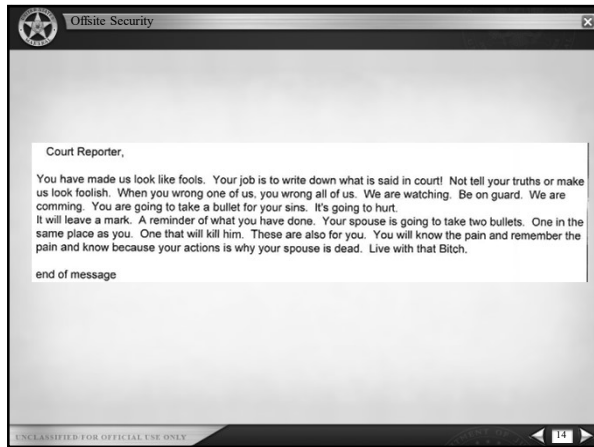 Offsite Security
Court Reporter,
You have made us look like fools. Your job is to write down what is said in court! Not tell your truths or make
us look foolish. When you wrong one of us, you wrong all of us. We are watching. Be on guard. We are
comming. You are going to take a bullet for your sins. It's going to hurt.
It will leave a mark. A reminder of what you have done. Your spouse is going to take two bullets. One in the
same place as you. One that will kill him. These are also for you. You will know the pain and remember the
pain and know because your actions is why your spouse is dead. Live with that Bitch.
end of message
UNCLASSIFIED/FOR OFFICIAL USE ONLY
14